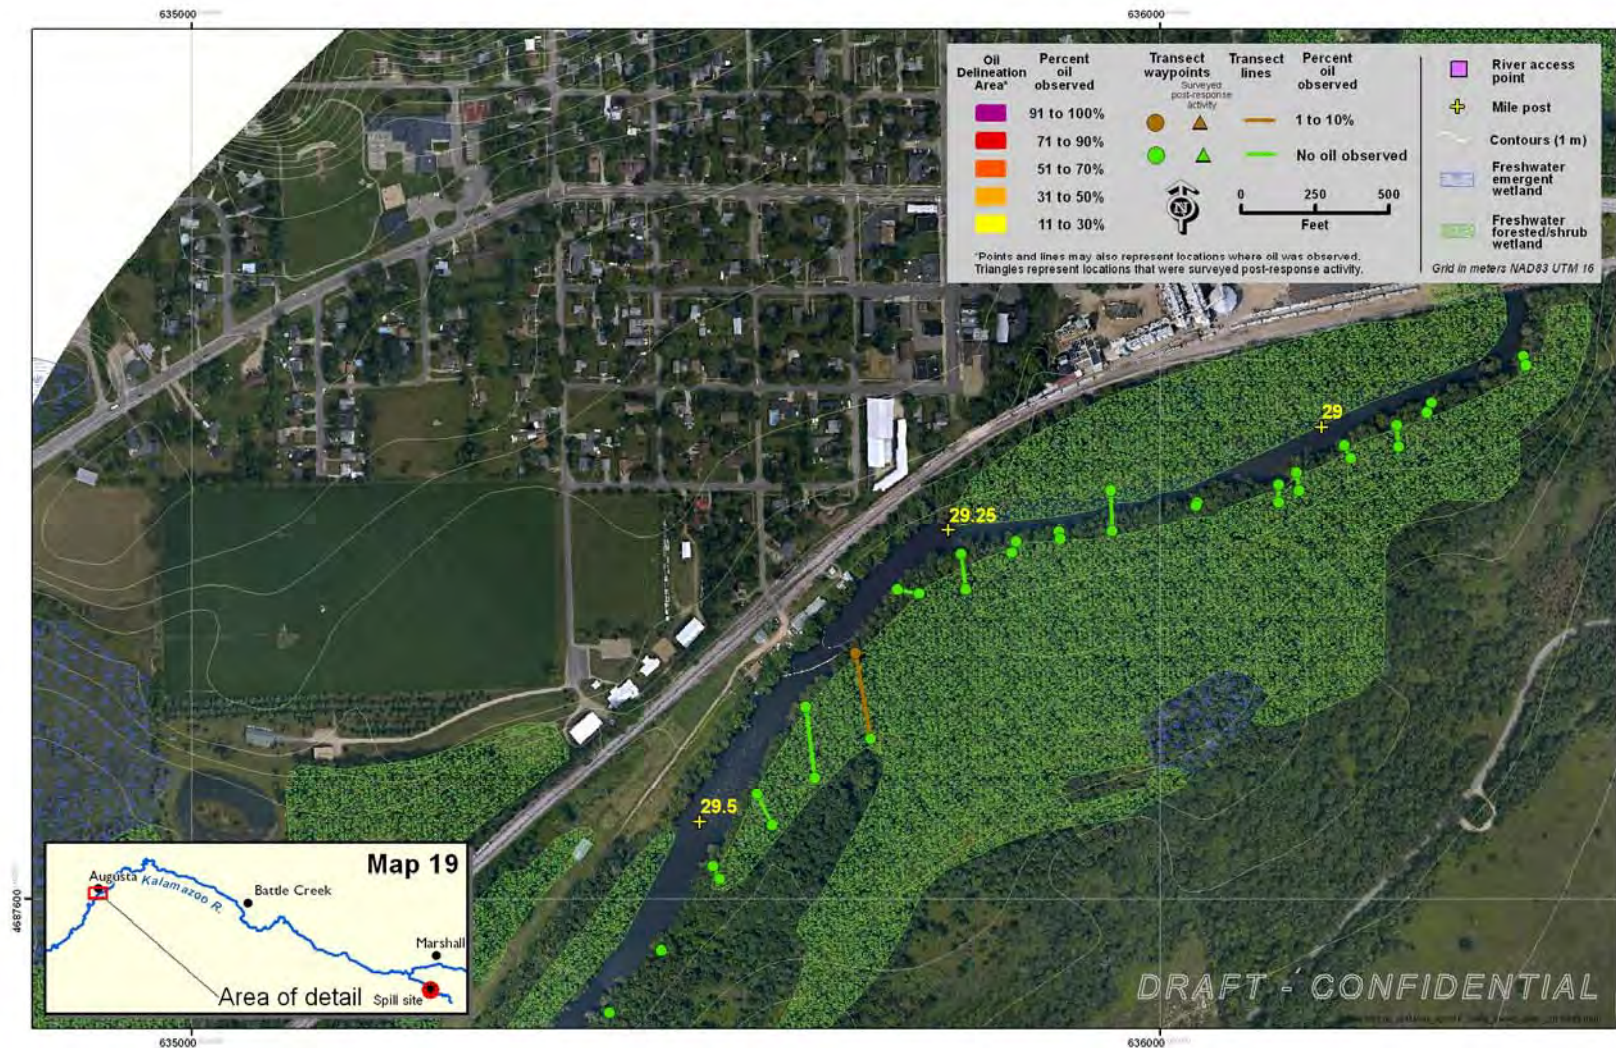 635000
636000
Oil Delineation Area*
Percent oil observed
91 to 100%
71 to 90%
51 to 70%
31 to 50%
11 to 30%
Transect waypoints
Surveyed post-response activity
Transect lines
Percent oil observed
1 to 10%
No oil observed
N
0 250 500
Feet
*Points and lines may also represent locations where oil was observed.
Triangles represent locations that were surveyed post-response activity.
River access point
Mile post
Contours (1 m)
Freshwater emergent wetland
Freshwater forested/shrub wetland
Grid in meters NAD83 UTM 16
29
29.25
29.5
Map 19
Augusta
Kalamazoo R.
Battle Creek
Marshall
Area of detail
Spill site
4687600
DRAFT - CONFIDENTIAL
635000
636000